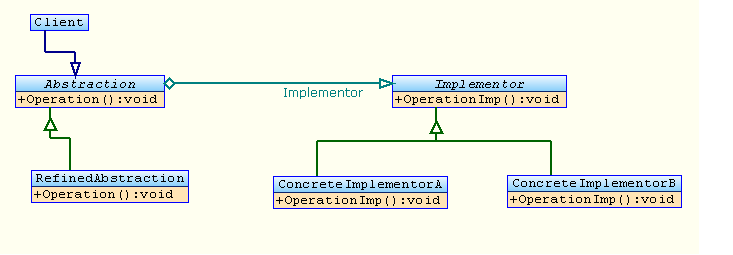 Client
Abstraction
+Operation():void
Implementor
Implementor
+OperationImp():void
RefinedAbstraction
+Operation():void
ConcreteImplementorA
+OperationImp():void
ConcreteImplementorB
+OperationImp():void